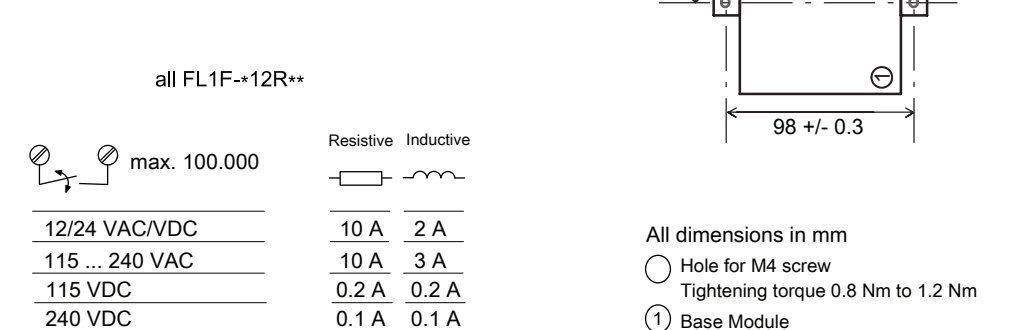 all FL1F-*12R**
Resistive Inductive
max. 100.000
12/24 VAC/VDC 10 A 2 A
115 ... 240 VAC 10 A 3 A
115 VDC 0.2 A 0.2 A
240 VDC 0.1 A 0.1 A
1
98 +/- 0.3
All dimensions in mm
Hole for M4 screw
Tightening torque 0.8 Nm to 1.2 Nm
1 Base Module